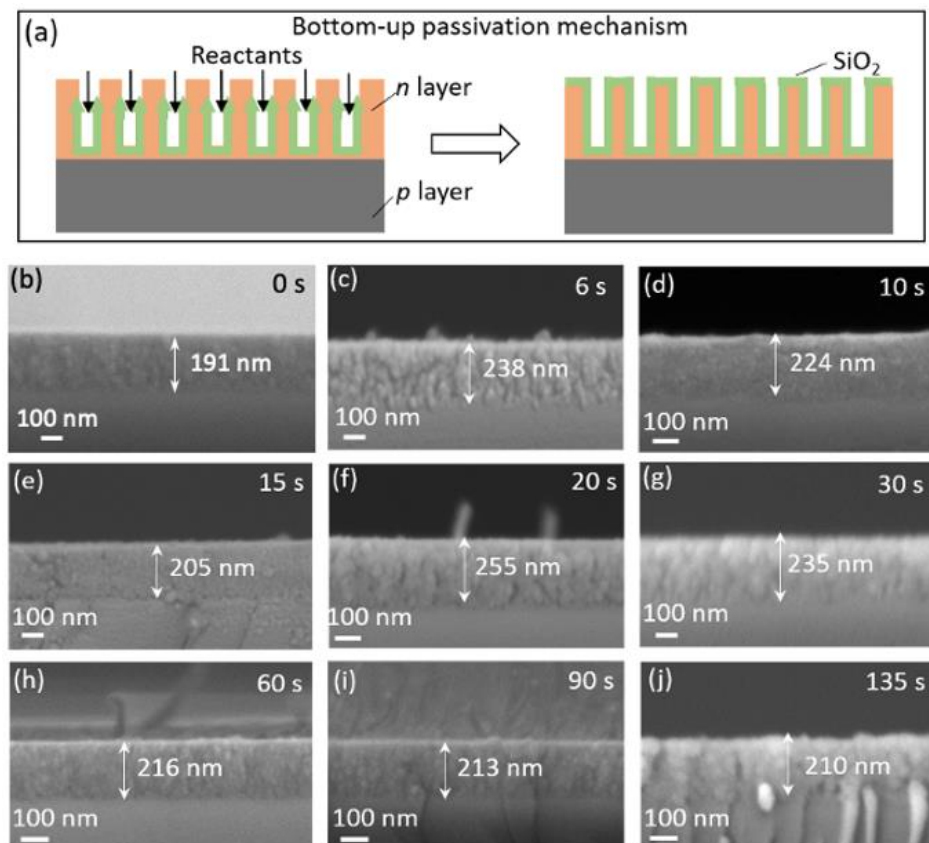 (a) Bottom-up passivation mechanism
Reactants
SiO₂
n layer
p layer
(b) 0 s
191 nm
100 nm
(c) 6 s
238 nm
100 nm
(d) 10 s
224 nm
100 nm
(e) 15 s
205 nm
100 nm
(f) 20 s
255 nm
100 nm
(g) 30 s
235 nm
100 nm
(h) 60 s
216 nm
100 nm
(i) 90 s
213 nm
100 nm
(j) 135 s
210 nm
100 nm